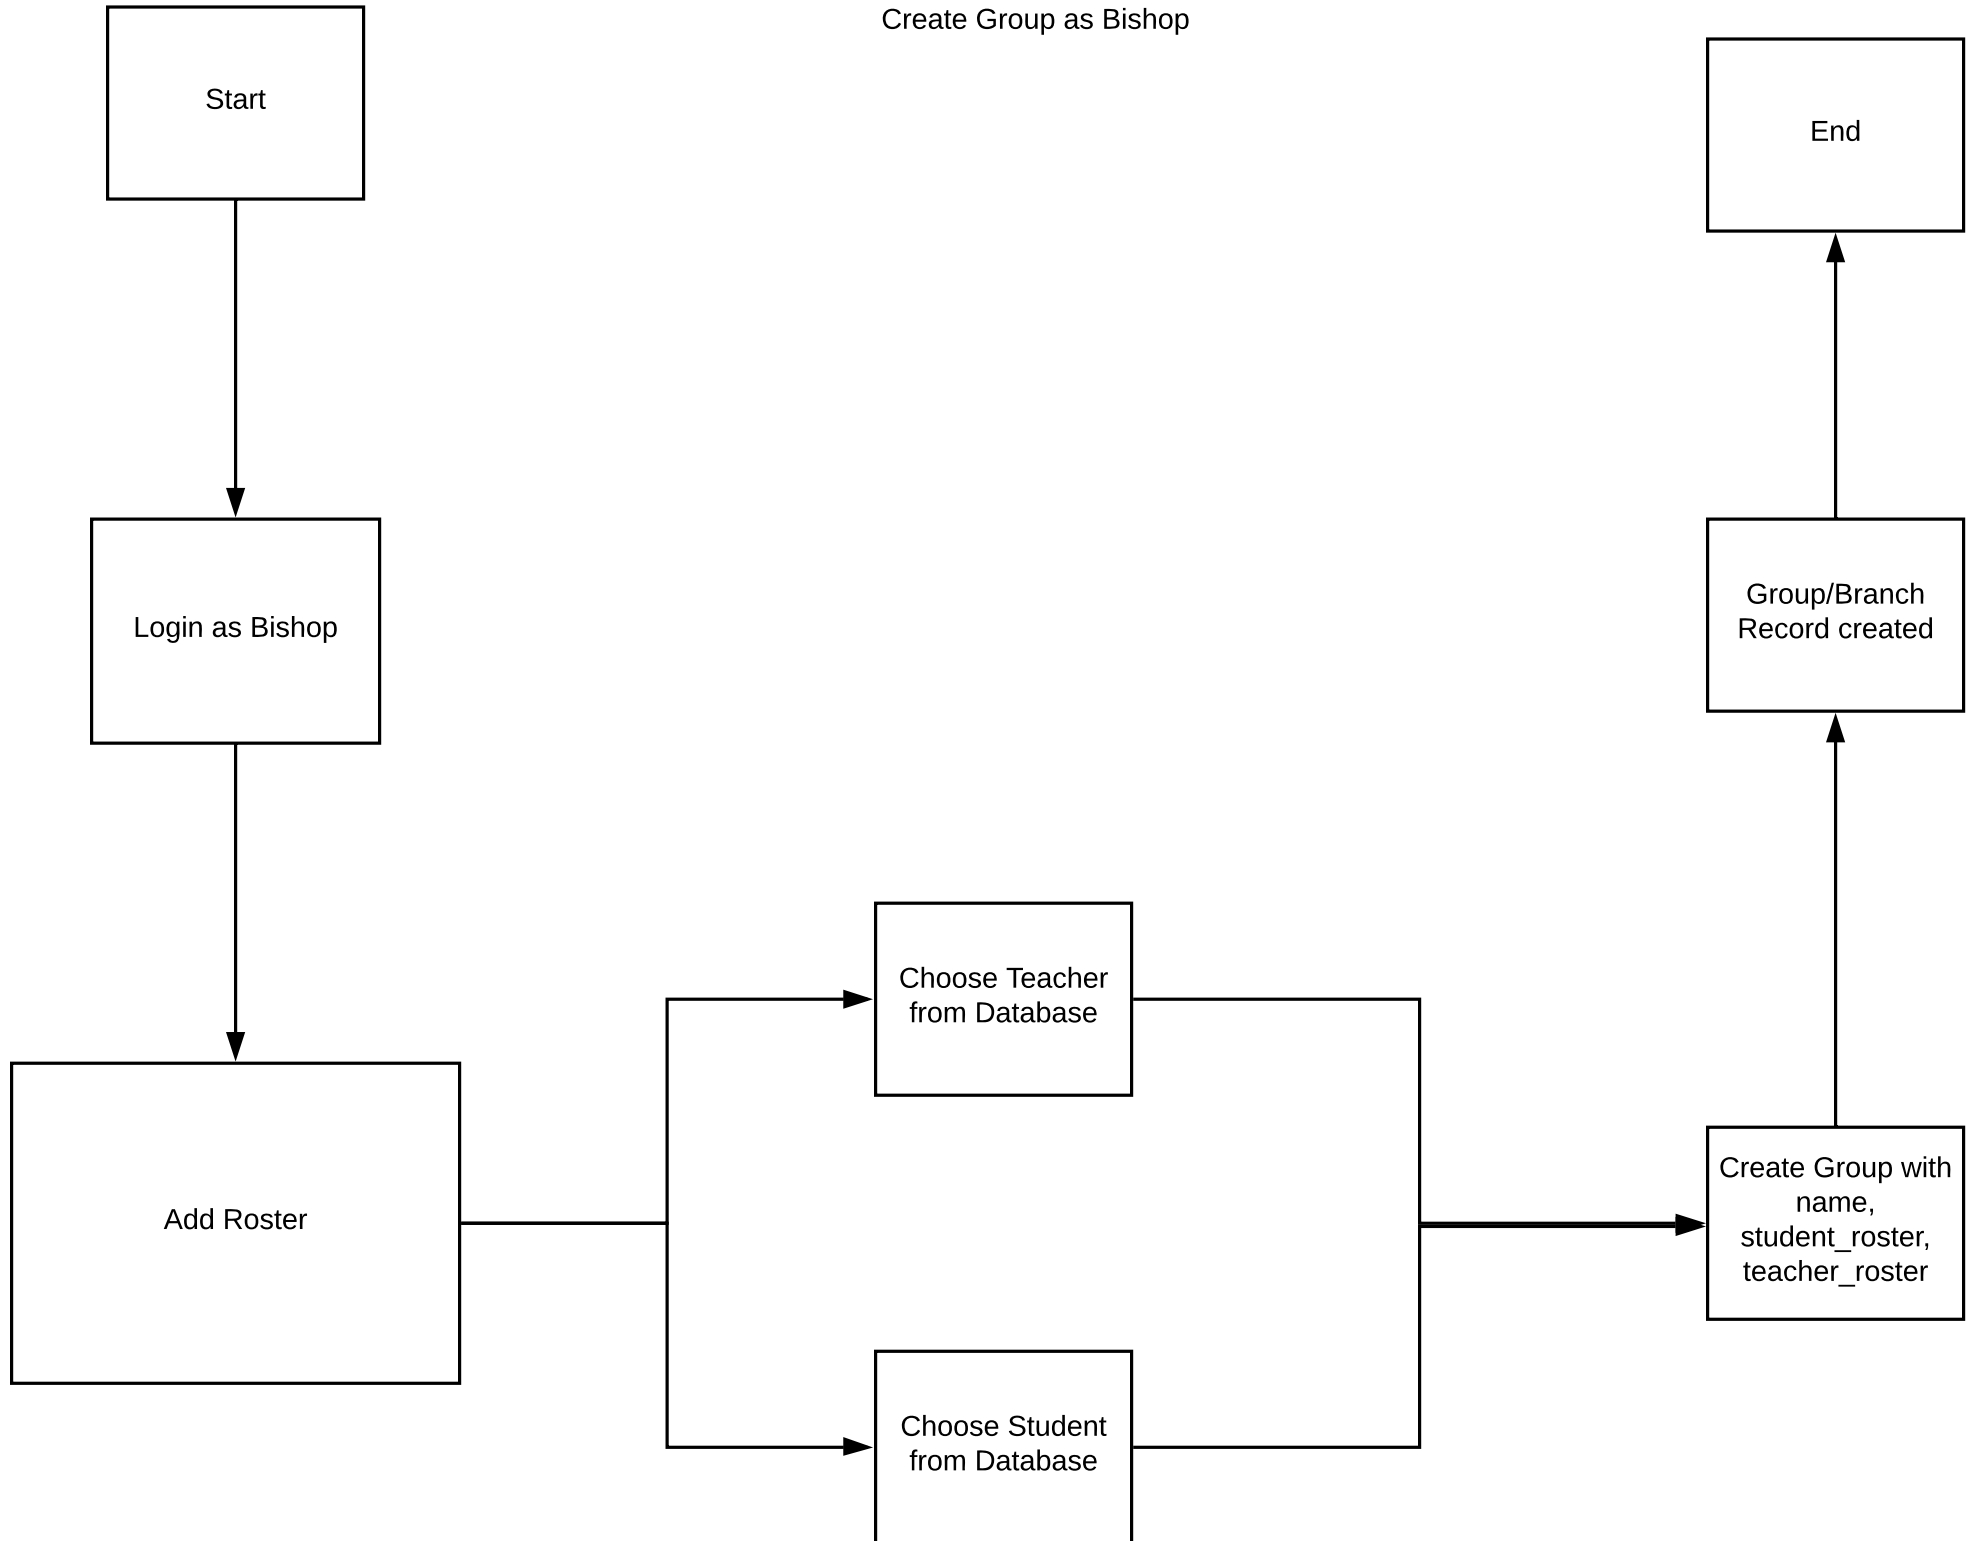 Create Group as Bishop
Start
End
Login as Bishop
Group/Branch
Record created
Choose Teacher
from Database
Add Roster
Create Group with
name,
student_roster,
teacher_roster
Choose Student
from Database